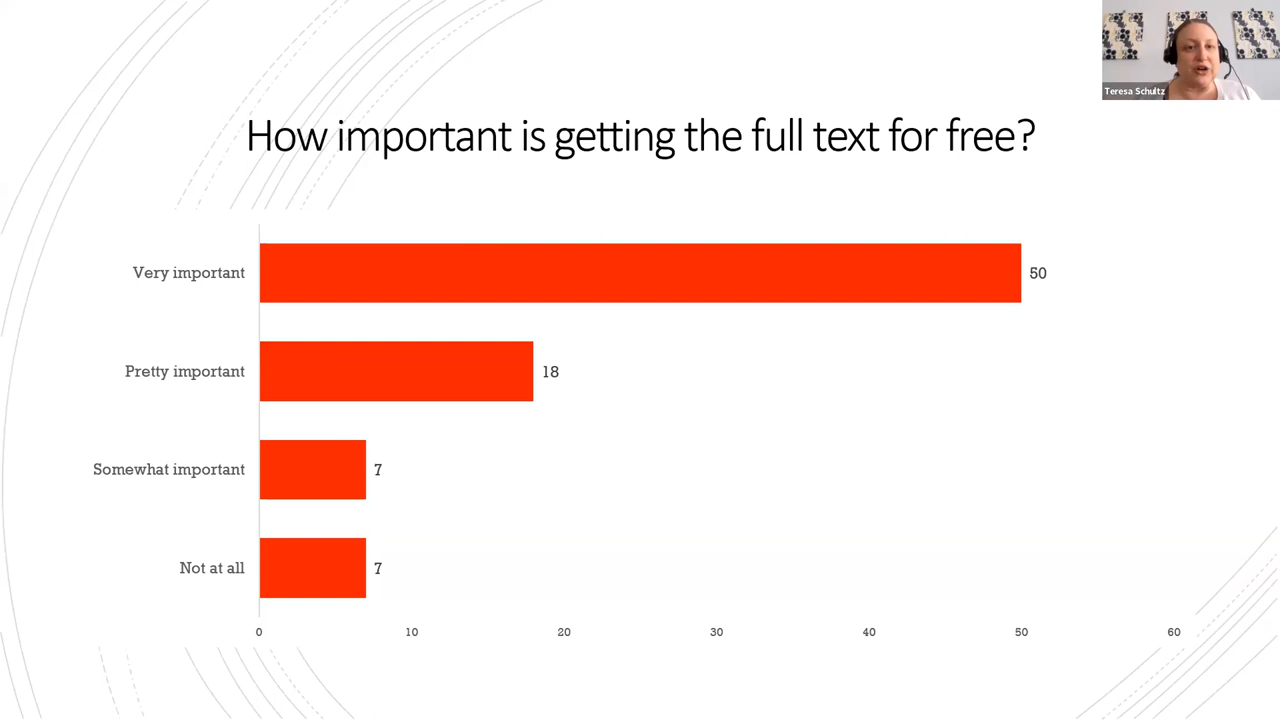 Teresa Schultz
How important is getting the full text for free?
Very important 50
Pretty important 18
Somewhat important 7
Not at all 7
0 10 20 30 40 50 60